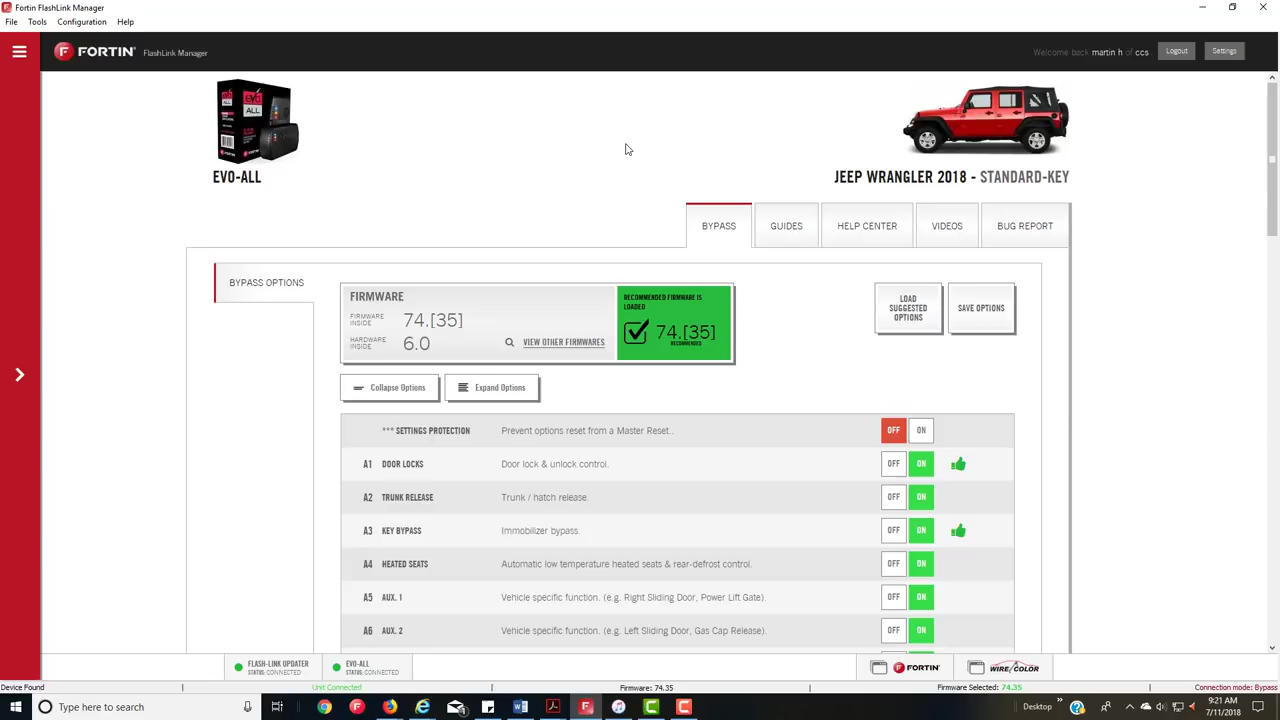 Fortin FlashLink Manager
File Tools Configuration Help
FORTIN FlashLink Manager
Welcome back martin h of ccs Logout Settings
EVO-ALL
JEEP WRANGLER 2018 - STANDARD-KEY
BYPASS GUIDES HELP CENTER VIDEOS BUG REPORT
BYPASS OPTIONS
FIRMWARE
FIRMWARE INSIDE 74.[35]
HARDWARE INSIDE 6.0
VIEW OTHER FIRMWARES
RECOMMENDED FIRMWARE IS
LOADED
74.[35]
RECOMMENDED
LOAD
SUGGESTED
OPTIONS
SAVE OPTIONS
Collapse Options Expand Options
*** SETTINGS PROTECTION Prevent options reset from a Master Reset.. OFF ON
A1 DOOR LOCKS Door lock & unlock control. OFF ON
A2 TRUNK RELEASE Trunk / hatch release. OFF ON
A3 KEY BYPASS Immobilizer bypass. OFF ON
A4 HEATED SEATS Automatic low temperature heated seats & rear-defrost control. OFF ON
A5 AUX. 1 Vehicle specific function. (e.g. Right Sliding Door, Power Lift Gate). OFF ON
A6 AUX. 2 Vehicle specific function. (e.g. Left Sliding Door, Gas Cap Release). OFF ON
FLASH-LINK UPDATER
STATUS: CONNECTED
EVO-ALL
STATUS: CONNECTED
FORTIN
WIRE COLOR
Device Found Unit Connected Firmware: 74.35 Firmware Selected: 74.35 Connection mode: Bypass
Type here to search
Desktop
9:21 AM
7/11/2018